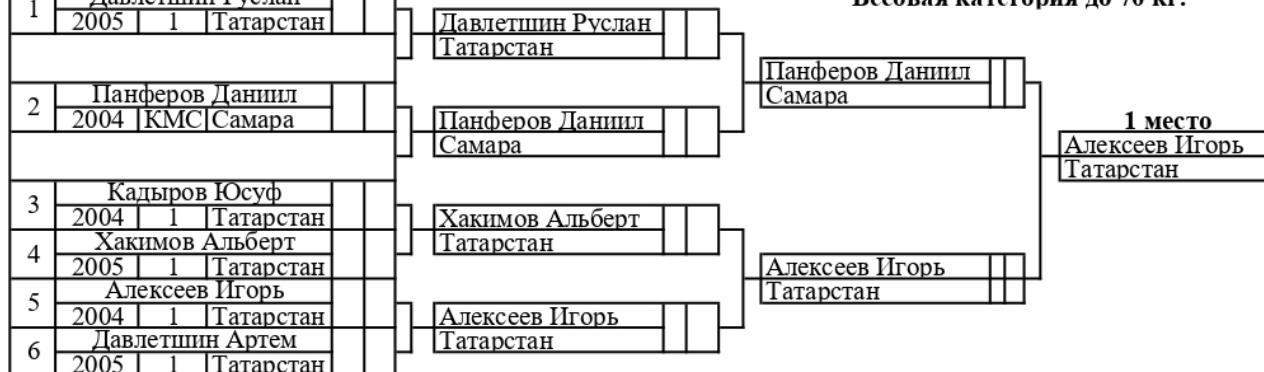 1
Давлетшин Руслан
2005 1 Татарстан
Весовая категория до 70 кг.
Давлетшин Руслан
Татарстан
2
Панферов Даниил
2004 КМС Самара
Панферов Даниил
Самара
Панферов Даниил
Самара
1 место
Алексеев Игорь
Татарстан
3
Кадыров Юсуф
2004 1 Татарстан
4
Хакимов Альберт
2005 1 Татарстан
Хакимов Альберт
Татарстан
5
Алексеев Игорь
2004 1 Татарстан
6
Давлетшин Артем
2005 1 Татарстан
Алексеев Игорь
Татарстан
Алексеев Игорь
Татарстан